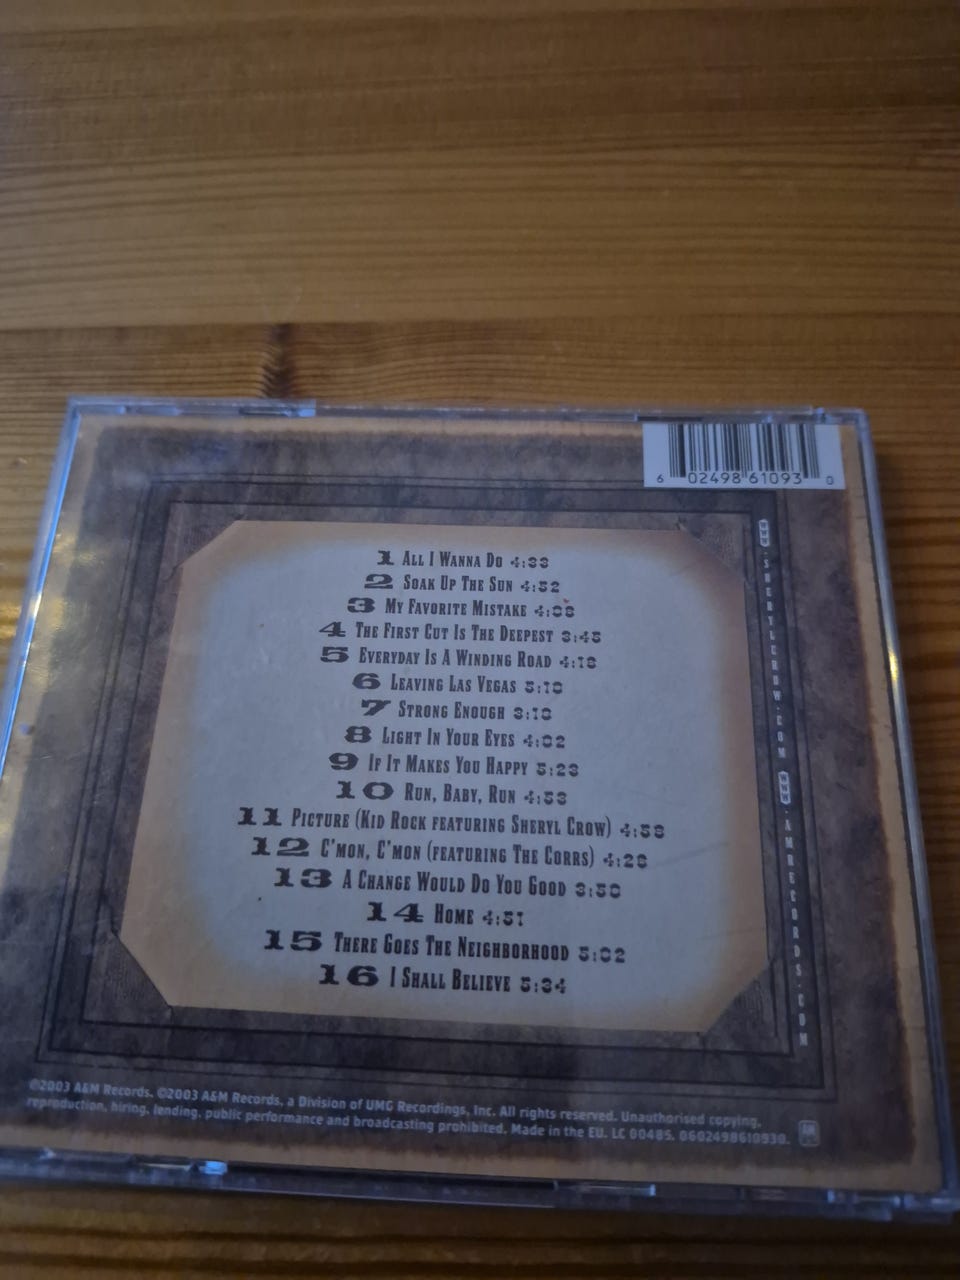 6 02498 61093 0
1 ALL I WANNA DO 4:33
2 SOAK UP THE SUN 4:52
3 MY FAVORITE MISTAKE 4:08
4 THE FIRST CUT IS THE DEEPEST 3:45
5 EVERYDAY IS A WINDING ROAD 4:18
6 LEAVING LAS VEGAS 5:10
7 STRONG ENOUGH 3:10
8 LIGHT IN YOUR EYES 4:02
9 IF IT MAKES YOU HAPPY 5:23
10 RUN, BABY, RUN 4:53
11 PICTURE (KID ROCK FEATURING SHERYL CROW) 4:58
12 C'MON, C'MON (FEATURING THE CORRS) 4:26
13 A CHANGE WOULD DO YOU GOOD 3:50
14 HOME 4:51
15 THERE GOES THE NEIGHBORHOOD 5:02
16 I SHALL BELIEVE 5:34
WWW.SHERYLCROW.COM WWW.AMRECORDS.COM
℗2003 A&M Records. ©2003 A&M Records, a Division of UMG Recordings, Inc. All rights reserved. Unauthorised copying,
reproduction, hiring, lending, public performance and broadcasting prohibited. Made in the EU. LC 00485. 0602498610930.
A&M